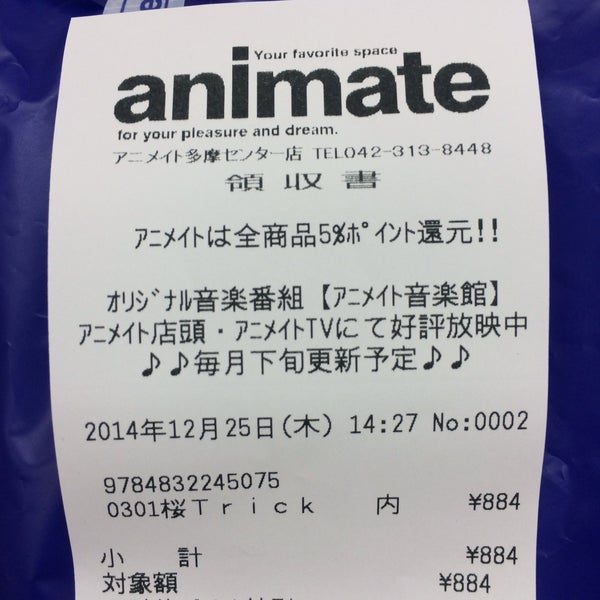 Your favorite space
animate
for your pleasure and dream.
アニメイト多摩センター店 TEL042-313-8448
領収書
アニメイトは全商品5%ポイント還元!!
オリジナル音楽番組【アニメイト音楽館】
アニメイト店頭・アニメイトTVにて好評放映中
♪♪毎月下旬更新予定♪♪
2014年12月25日(木) 14:27 No:0002
9784832245075
0301桜Trick 内 ¥884
小 計 ¥884
対象額 ¥884